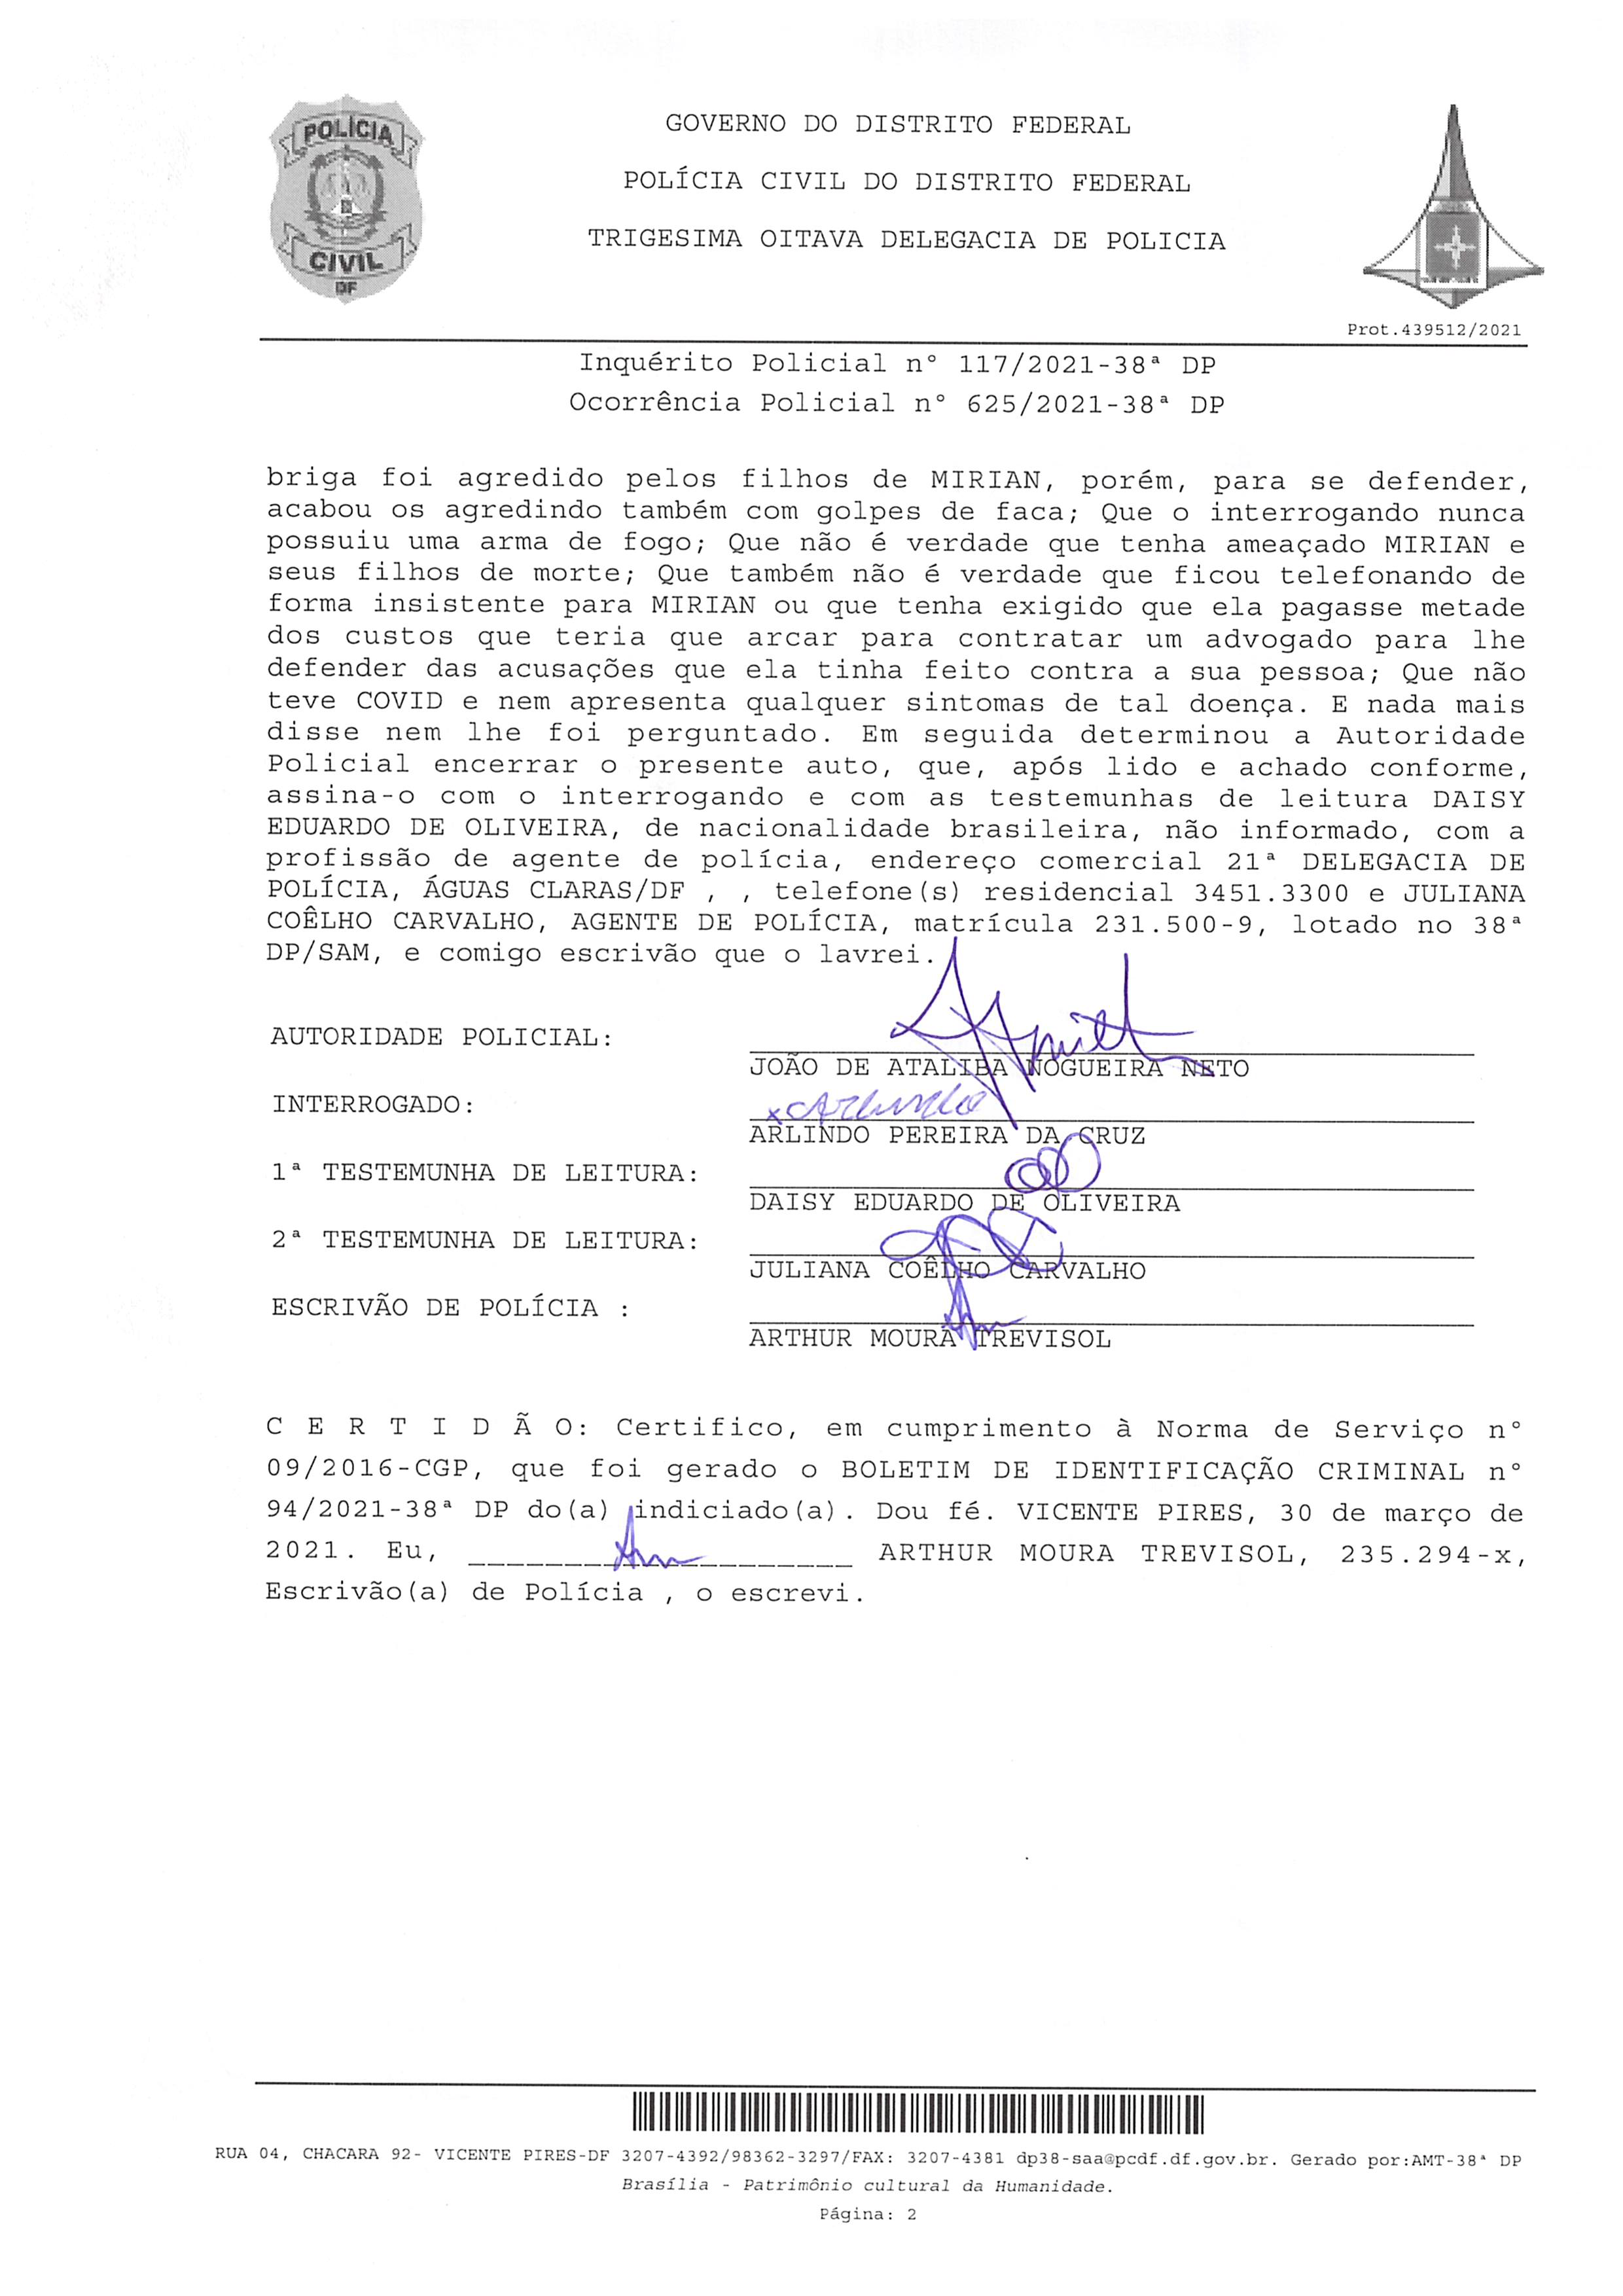 POLÍCIA
CIVIL
DF
GOVERNO DO DISTRITO FEDERAL
POLÍCIA CIVIL DO DISTRITO FEDERAL
TRIGESIMA OITAVA DELEGACIA DE POLICIA
Prot.439512/2021
Inquérito Policial nº 117/2021-38ª DP
Ocorrência Policial nº 625/2021-38ª DP
briga foi agredido pelos filhos de MIRIAN, porém, para se defender,
acabou os agredindo também com golpes de faca; Que o interrogando nunca
possuiu uma arma de fogo; Que não é verdade que tenha ameaçado MIRIAN e
seus filhos de morte; Que também não é verdade que ficou telefonando de
forma insistente para MIRIAN ou que tenha exigido que ela pagasse metade
dos custos que teria que arcar para contratar um advogado para lhe
defender das acusações que ela tinha feito contra a sua pessoa; Que não
teve COVID e nem apresenta qualquer sintomas de tal doença. E nada mais
disse nem lhe foi perguntado. Em seguida determinou a Autoridade
Policial encerrar o presente auto, que, após lido e achado conforme,
assina-o com o interrogando e com as testemunhas de leitura DAISY
EDUARDO DE OLIVEIRA, de nacionalidade brasileira, não informado, com a
profissão de agente de polícia, endereço comercial 21ª DELEGACIA DE
POLÍCIA, ÁGUAS CLARAS/DF , , telefone(s) residencial 3451.3300 e JULIANA
COÊLHO CARVALHO, AGENTE DE POLÍCIA, matrícula 231.500-9, lotado no 38ª
DP/SAM, e comigo escrivão que o lavrei.
AUTORIDADE POLICIAL:
JOÃO DE ATALIBA NOGUEIRA NETO
INTERROGADO:
ARLINDO PEREIRA DA CRUZ
1ª TESTEMUNHA DE LEITURA:
DAISY EDUARDO DE OLIVEIRA
2ª TESTEMUNHA DE LEITURA:
JULIANA COÊLHO CARVALHO
ESCRIVÃO DE POLÍCIA :
ARTHUR MOURA TREVISOL
C E R T I D Ã O: Certifico, em cumprimento à Norma de Serviço nº
09/2016-CGP, que foi gerado o BOLETIM DE IDENTIFICAÇÃO CRIMINAL nº
94/2021-38ª DP do(a) indiciado(a). Dou fé. VICENTE PIRES, 30 de março de
2021. Eu, ____________________ ARTHUR MOURA TREVISOL, 235.294-x,
Escrivão(a) de Polícia , o escrevi.
RUA 04, CHACARA 92- VICENTE PIRES-DF 3207-4392/98362-3297/FAX: 3207-4381 dp38-saa@pcdf.df.gov.br. Gerado por:AMT-38ª DP
Brasília - Patrimônio cultural da Humanidade.
Página: 2